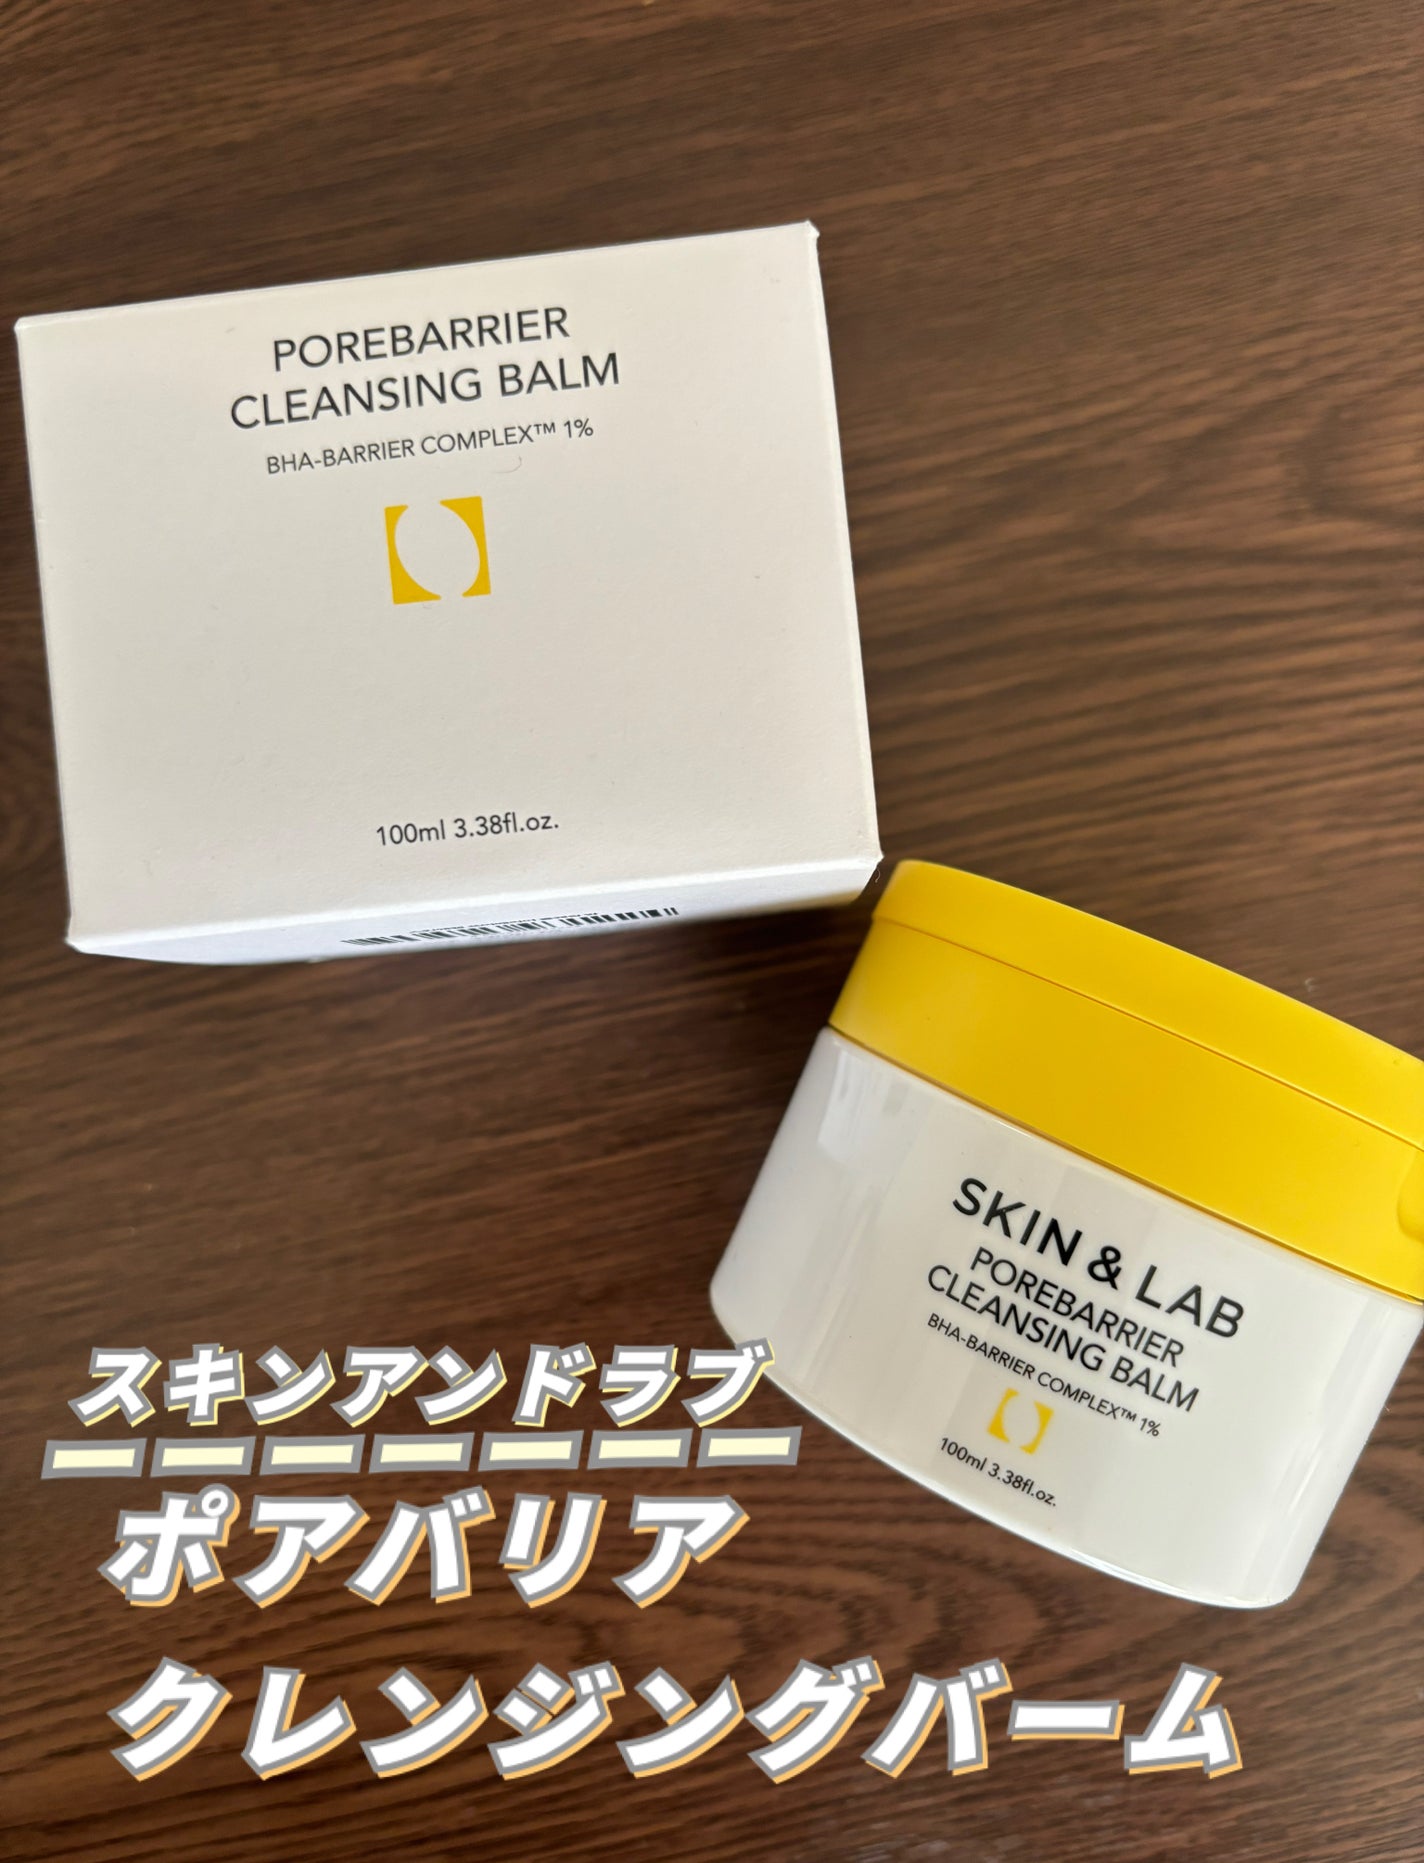 POREBARRIER
CLEANSING BALM
BHA-BARRIER COMPLEX™ 1%
100ml 3.38fl.oz.
SKIN & LAB
POREBARRIER
CLEANSING BALM
BHA-BARRIER COMPLEX™ 1%
100ml 3.38fl.oz.
スキンアンドラブ
ポアバリア
クレンジングバーム